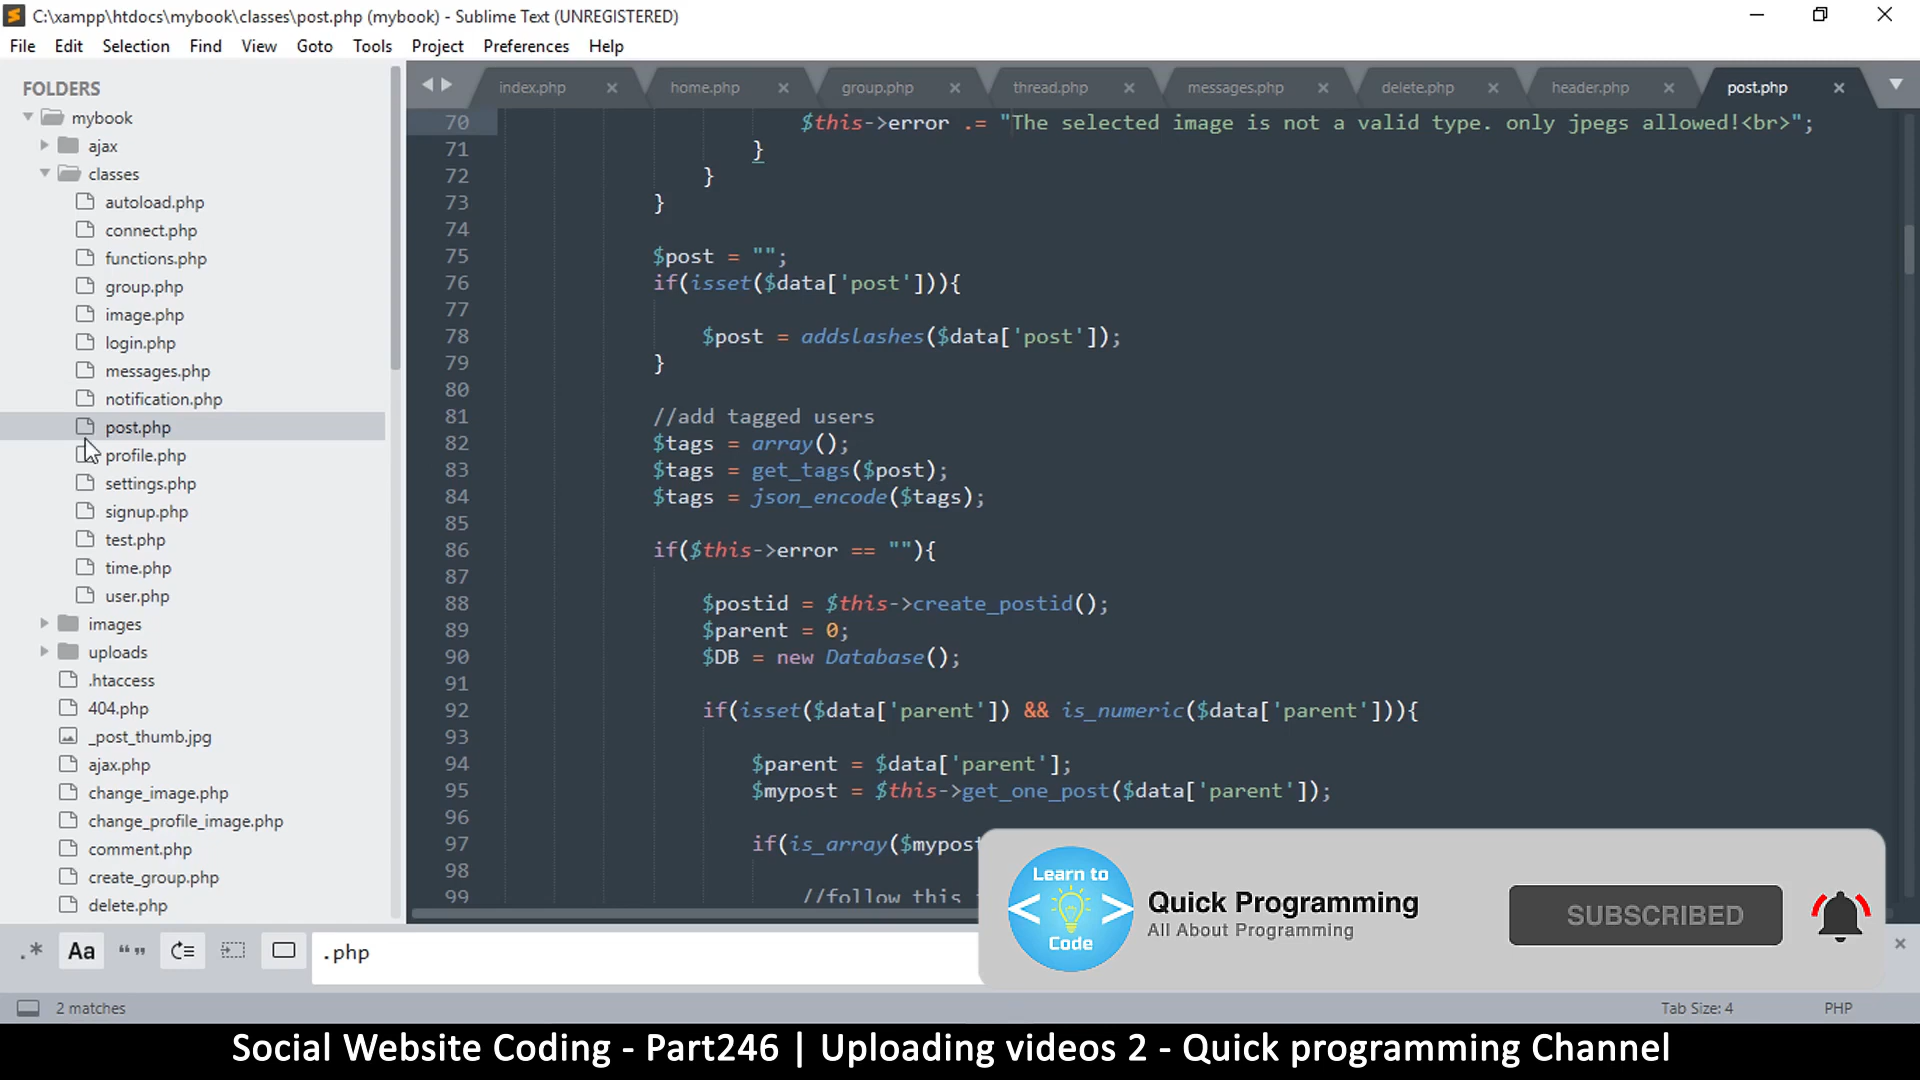 C:\xampp\htdocs\mybook\classes\post.php (mybook) - Sublime Text (UNREGISTERED)
File Edit Selection Find View Goto Tools Project Preferences Help
FOLDERS
mybook
ajax
classes
autoload.php
connect.php
functions.php
group.php
image.php
login.php
messages.php
notification.php
post.php
profile.php
settings.php
signup.php
test.php
time.php
user.php
images
uploads
.htaccess
404.php
_post_thumb.jpg
ajax.php
change_image.php
change_profile_image.php
comment.php
create_group.php
delete.php
index.php home.php group.php thread.php messages.php delete.php header.php post.php
70 $this->error .= "The selected image is not a valid type. only jpegs allowed!<br>";
71 }
72 }
73 }
74
75 $post = "";
76 if(isset($data['post'])){
77
78 $post = addslashes($data['post']);
79 }
80
81 //add tagged users
82 $tags = array();
83 $tags = get_tags($post);
84 $tags = json_encode($tags);
85
86 if($this->error == ""){
87
88 $postid = $this->create_postid();
89 $parent = 0;
90 $DB = new Database();
91
92 if(isset($data['parent']) && is_numeric($data['parent'])){
93
94 $parent = $data['parent'];
95 $mypost = $this->get_one_post($data['parent']);
96
97 if(is_array($mypost
98
99 //follow this
Learn to
< >
Code
Quick Programming
All About Programming
SUBSCRIBED
.* Aa “ ”
.php
2 matches
Tab Size: 4
PHP
Social Website Coding - Part246 | Uploading videos 2 - Quick programming Channel